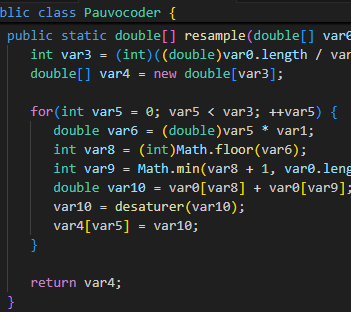 blic class Pauvocoder {
public static double[] resample(double[] var0
int var3 = (int)((double)var0.length / var
double[] var4 = new double[var3];
for(int var5 = 0; var5 < var3; ++var5) {
double var6 = (double)var5 * var1;
int var8 = (int)Math.floor(var6);
int var9 = Math.min(var8 + 1, var0.leng
double var10 = var0[var8] + var0[var9];
var10 = desaturer(var10);
var4[var5] = var10;
}
return var4;
}